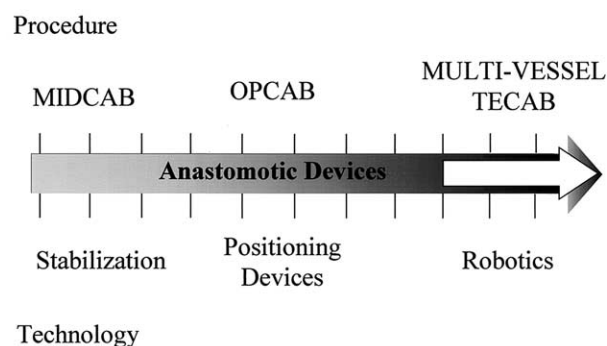 Procedure
MIDCAB
OPCAB
MULTI-VESSEL
TECAB
Anastomotic Devices
Stabilization
Positioning
Devices
Robotics
Technology